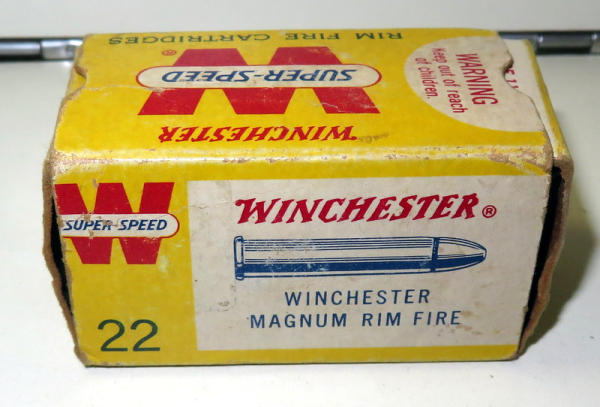 RIM FIRE CARTRIDGES
W
SUPER-SPEED
®
WINCHESTER
WARNING
Keep out of reach
of children.
W
SUPER-SPEED
22
WINCHESTER®
WINCHESTER
MAGNUM RIM FIRE